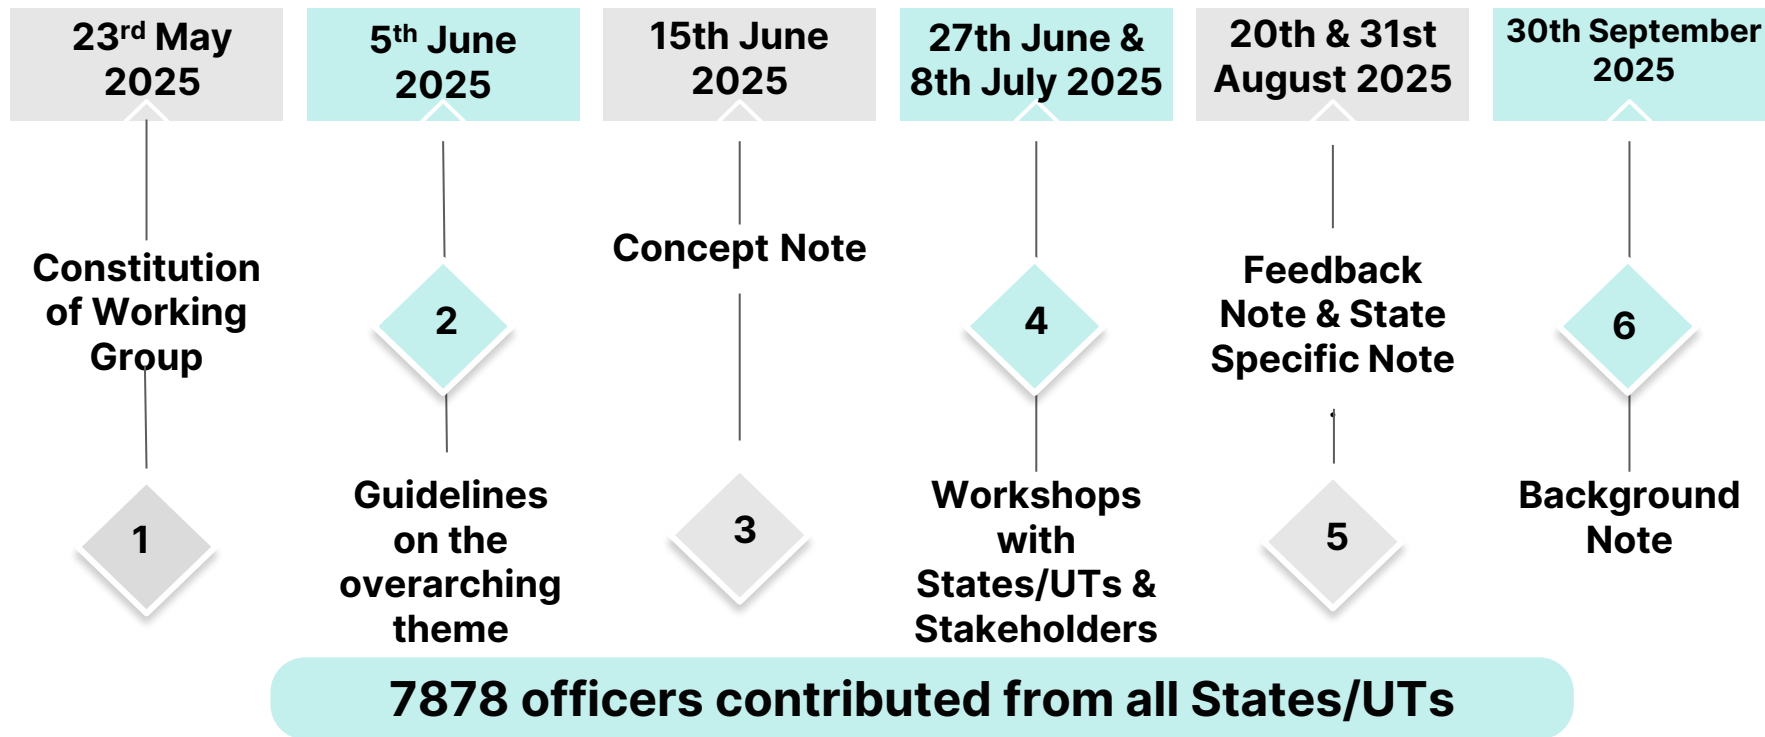 23rd May
2025
Constitution
of Working
Group
1
5th June
2025
2
Guidelines
on the
overarching
theme
15th June
2025
Concept Note
3
27th June &
8th July 2025
4
Workshops
with
States/UTs &
Stakeholders
20th & 31st
August 2025
Feedback
Note & State
Specific Note
.
5
30th September
2025
6
Background
Note
7878 officers contributed from all States/UTs